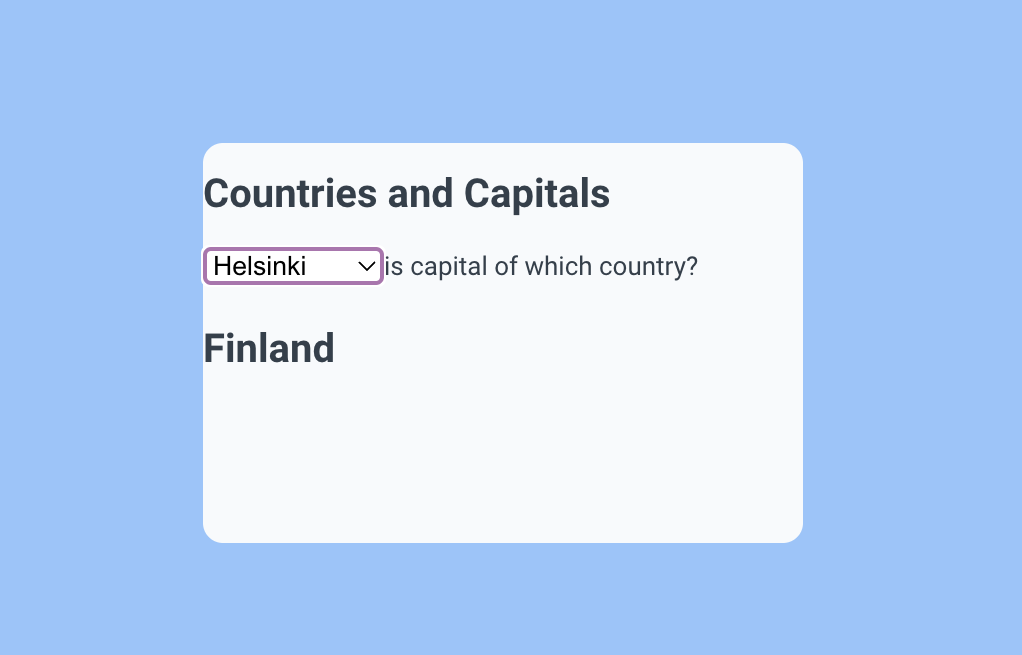 Countries and Capitals
Helsinki is capital of which country?
Finland